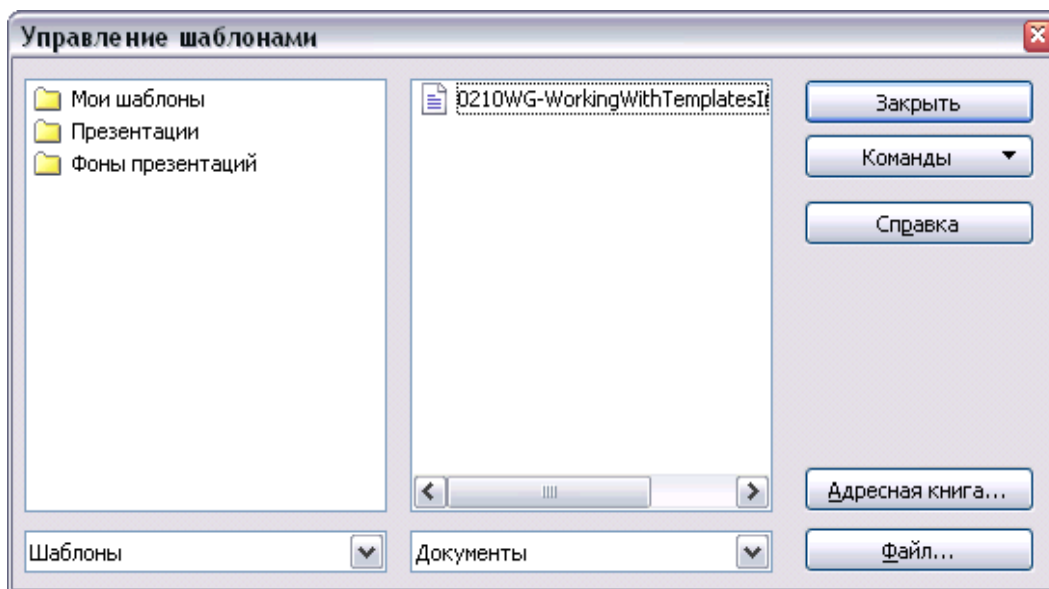 Управление шаблонами
Мои шаблоны
Презентации
Фоны презентаций
0210WG-WorkingWithTemplatesI
Закрыть
Команды
Справка
Адресная книга...
Шаблоны
Документы
Файл...